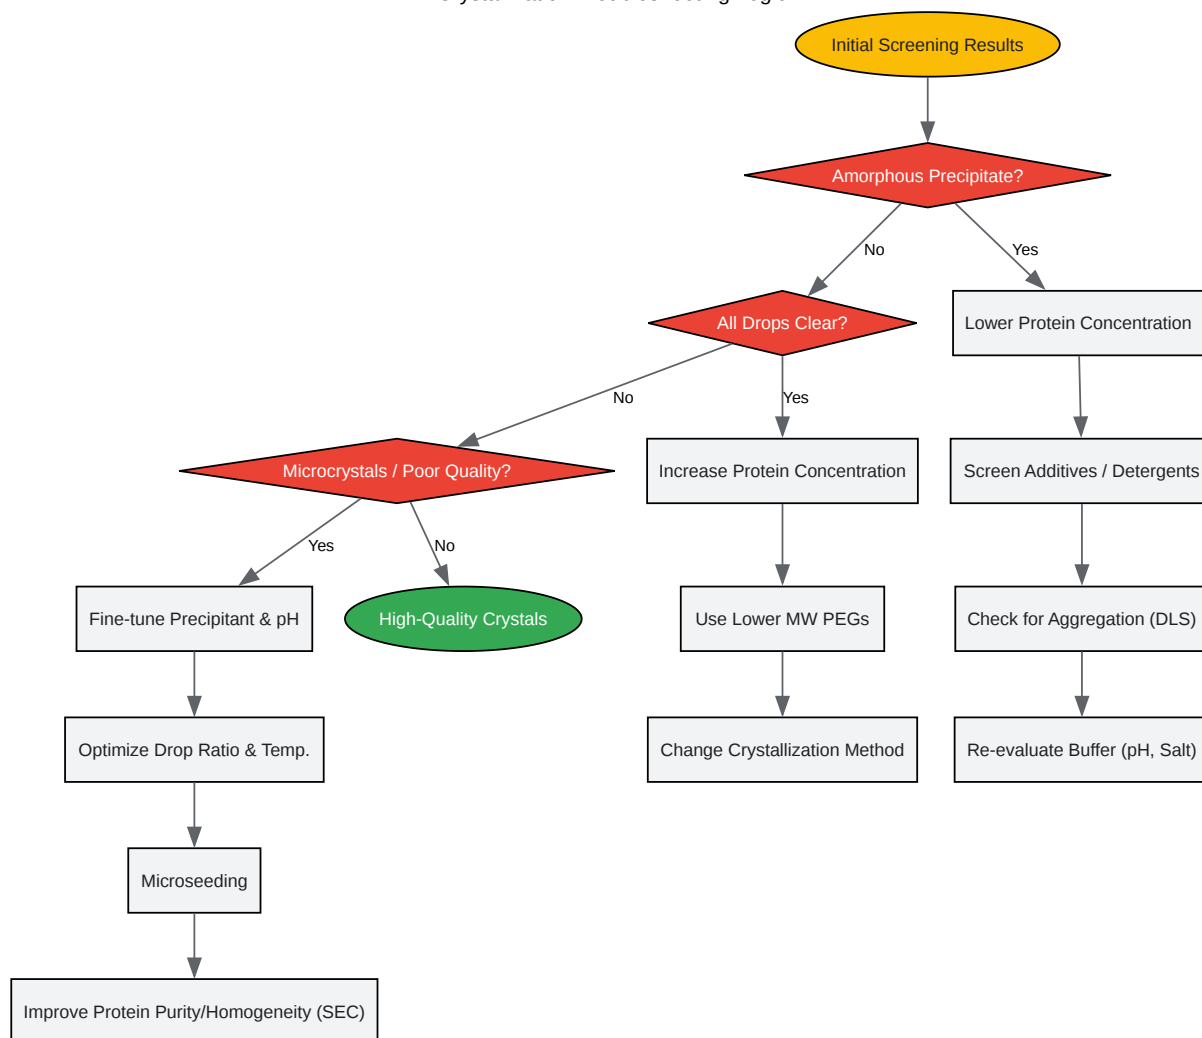 Initial Screening Results
Amorphous Precipitate?
No
Yes
All Drops Clear?
Lower Protein Concentration
No
Yes
Microcrystals / Poor Quality?
Increase Protein Concentration
Screen Additives / Detergents
Yes
No
Fine-tune Precipitant & pH
High-Quality Crystals
Use Lower MW PEGs
Check for Aggregation (DLS)
Optimize Drop Ratio & Temp.
Change Crystallization Method
Re-evaluate Buffer (pH, Salt)
Microseeding
Improve Protein Purity/Homogeneity (SEC)